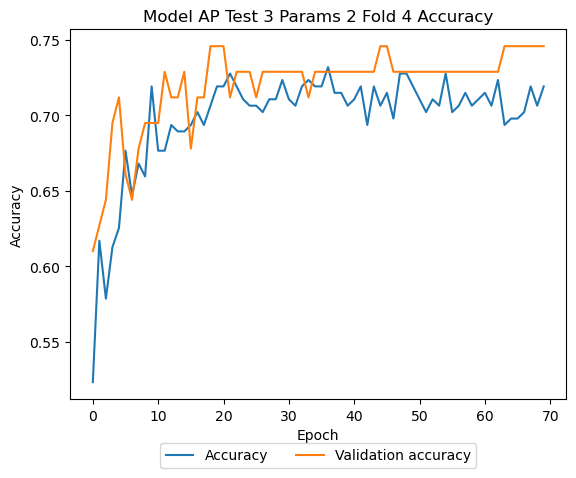 Model AP Test 3 Params 2 Fold 4 Accuracy
0.75
0.70
0.65
0.60
0.55
Accuracy
0 10 20 30 40 50 60 70
Epoch
Accuracy Validation accuracy